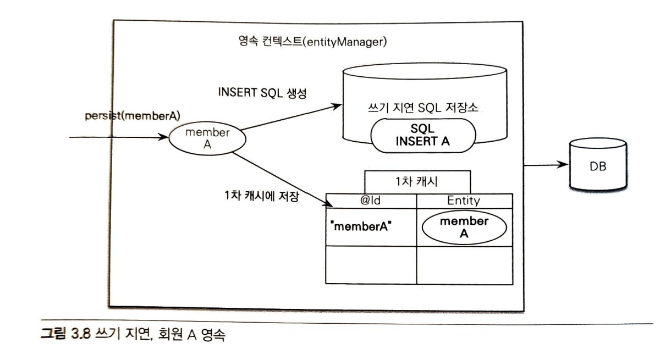 영속 컨텍스트(entityManager)
INSERT SQL 생성
쓰기 지연 SQL 저장소
persist(memberA)
SQL
INSERT A
member
A
DB
1차 캐시
1차 캐시에 저장
@Id
Entity
"memberA"
member
A
그림 3.8 쓰기 지연, 회원 A 영속